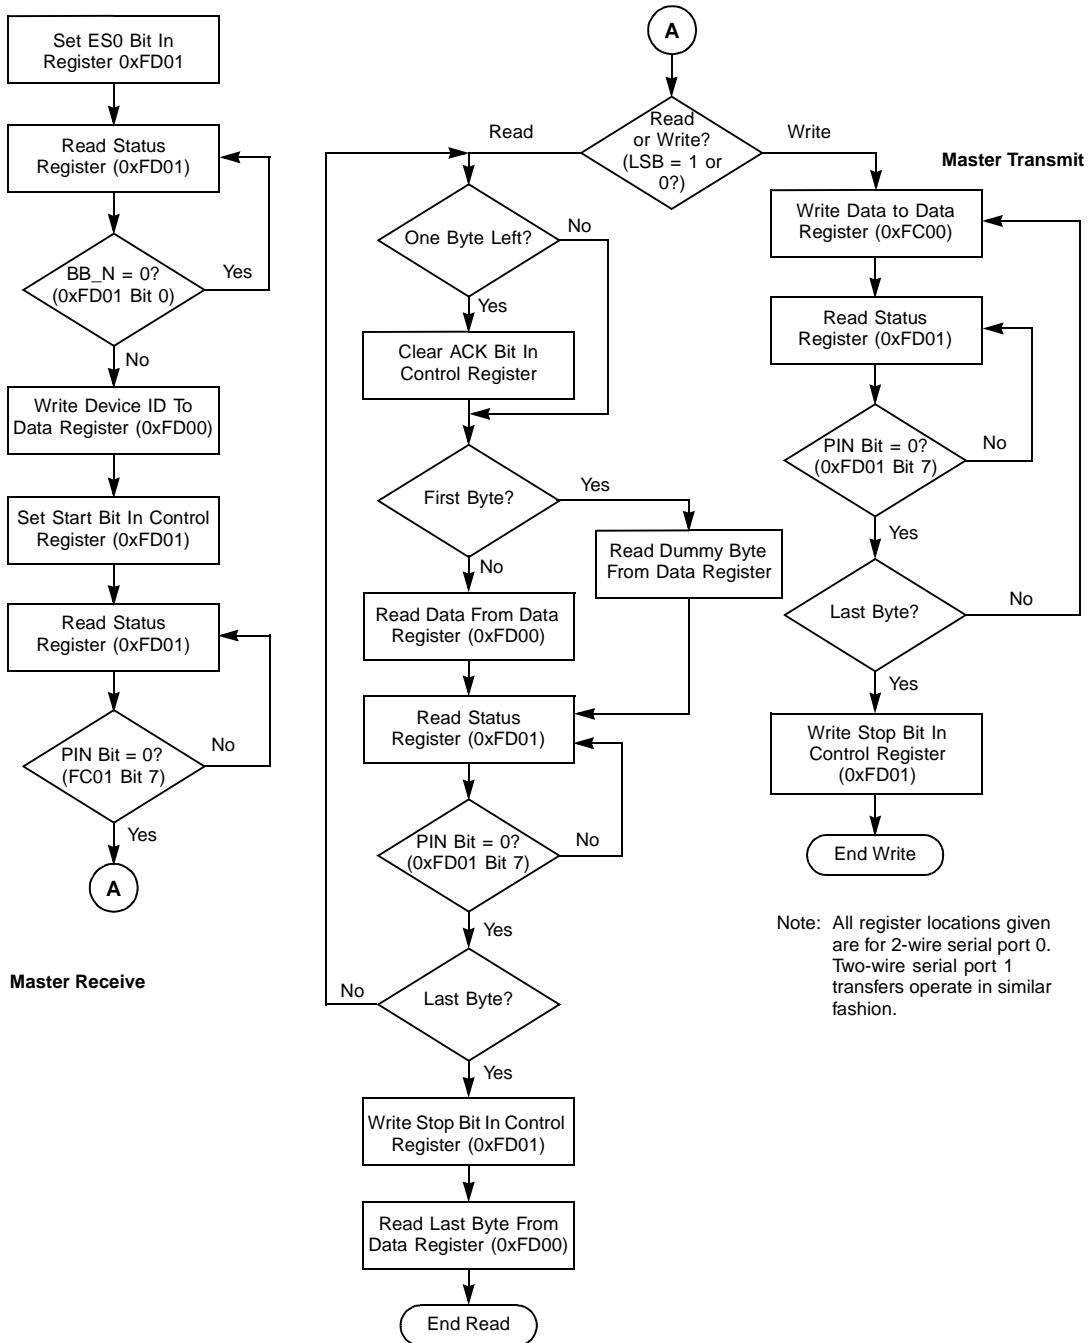 Set ES0 Bit In
Register 0xFD01
Read Status
Register (0xFD01)
BB_N = 0?
(0xFD01 Bit 0)
Yes
No
Write Device ID To
Data Register (0xFD00)
Set Start Bit In Control
Register (0xFD01)
Read Status
Register (0xFD01)
PIN Bit = 0?
(FC01 Bit 7)
No
Yes
A
Master Receive
A
Read
or Write?
(LSB = 1 or
0?)
Read
Write
One Byte Left?
No
Yes
Clear ACK Bit In
Control Register
First Byte?
Yes
No
Read Dummy Byte
From Data Register
Read Data From Data
Register (0xFD00)
Read Status
Register (0xFD01)
PIN Bit = 0?
(0xFD01 Bit 7)
No
Yes
Last Byte?
No
Yes
Write Stop Bit In Control
Register (0xFD01)
Read Last Byte From
Data Register (0xFD00)
End Read
Master Transmit
Write Data to Data
Register (0xFC00)
Read Status
Register (0xFD01)
PIN Bit = 0?
(0xFD01 Bit 7)
No
Yes
Last Byte?
No
Yes
Write Stop Bit In
Control Register
(0xFD01)
End Write
Note: All register locations given
are for 2-wire serial port 0.
Two-wire serial port 1
transfers operate in similar
fashion.